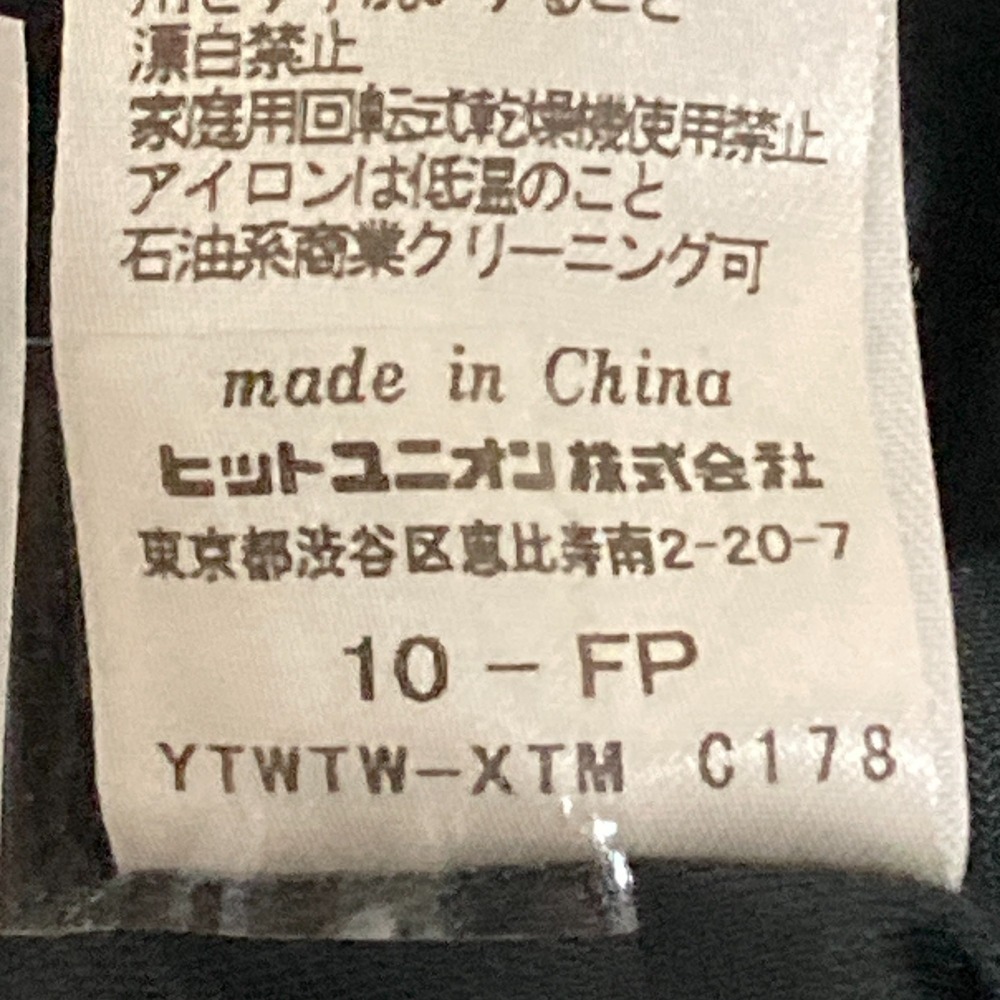 漂白禁止
家庭用回転式乾燥機使用禁止
アイロンは低温のこと
石油系商業クリーニング可
made in China
ヒットユニオン株式会社
東京都渋谷区恵比寿南2-20-7
10-FP
YTWTW-XTM C178